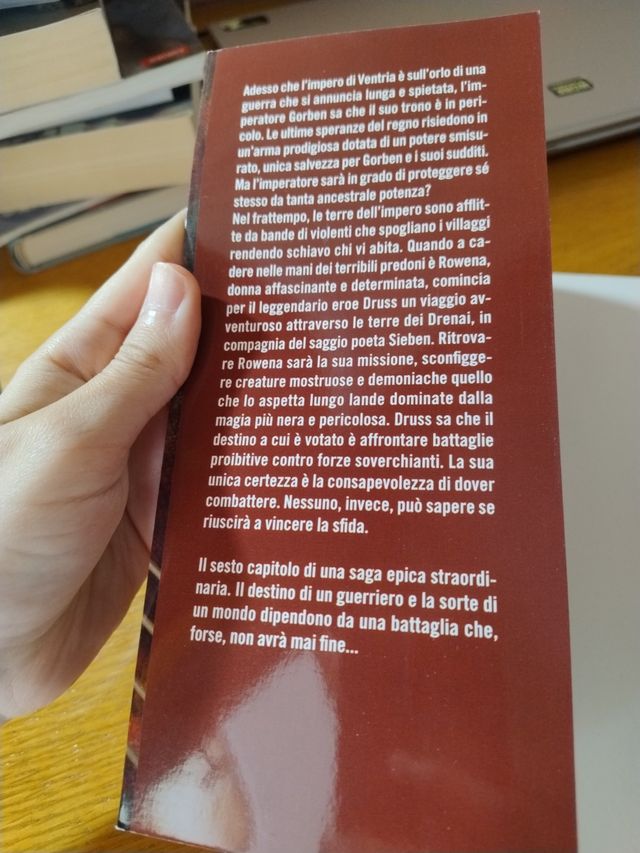 Adesso che l'impero di Ventria è sull'orlo di una
guerra che si annuncia lunga e spietata, l'im-
peratore Gorben sa che il suo trono è in peri-
colo. Le ultime speranze del regno risiedono in
un'arma prodigiosa dotata di un potere smisu-
rato, unica salvezza per Gorben e i suoi sudditi.
Ma l'imperatore sarà in grado di proteggere sé
stesso da tanta ancestrale potenza?
Nel frattempo, le terre dell'impero sono afflit-
te da bande di violenti che spogliano i villaggi
rendendo schiavo chi vi abita. Quando a ca-
dere nelle mani dei terribili predoni è Rowena,
donna affascinante e determinata, comincia
per il leggendario eroe Druss un viaggio av-
venturoso attraverso le terre dei Drenai, in
compagnia del saggio poeta Sieben. Ritrova-
re Rowena sarà la sua missione, sconfigge-
re creature mostruose e demoniache quello
che lo aspetta lungo lande dominate dalla
magia più nera e pericolosa. Druss sa che il
destino a cui è votato è affrontare battaglie
proibitive contro forze soverchianti. La sua
unica certezza è la consapevolezza di dover
combattere. Nessuno, invece, può sapere se
riuscirà a vincere la sfida.
Il sesto capitolo di una saga epica straordi-
naria. Il destino di un guerriero e la sorte di
un mondo dipendono da una battaglia che,
forse, non avrà mai fine...